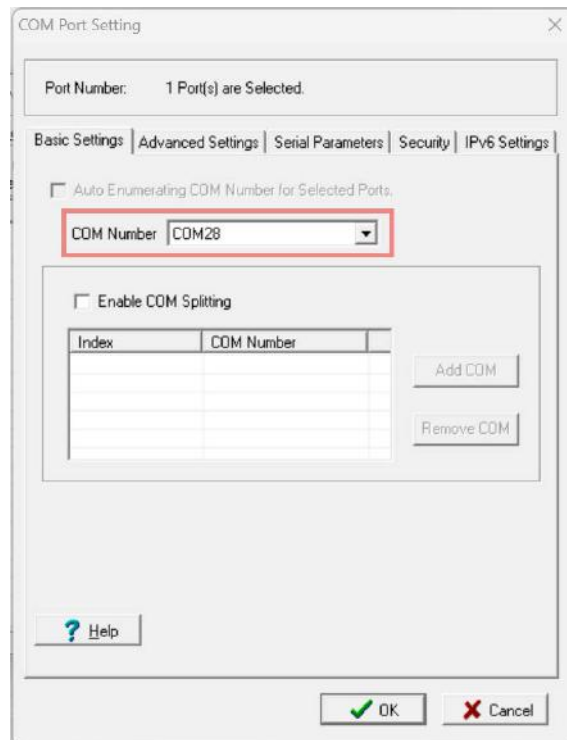 COM Port Setting
Port Number: 1 Port(s) are Selected.
Basic Settings Advanced Settings Serial Parameters Security IPv6 Settings
Auto Enumerating COM Number for Selected Ports.
COM Number COM28
Enable COM Splitting
Index COM Number
Add COM
Remove COM
? Help
OK Cancel